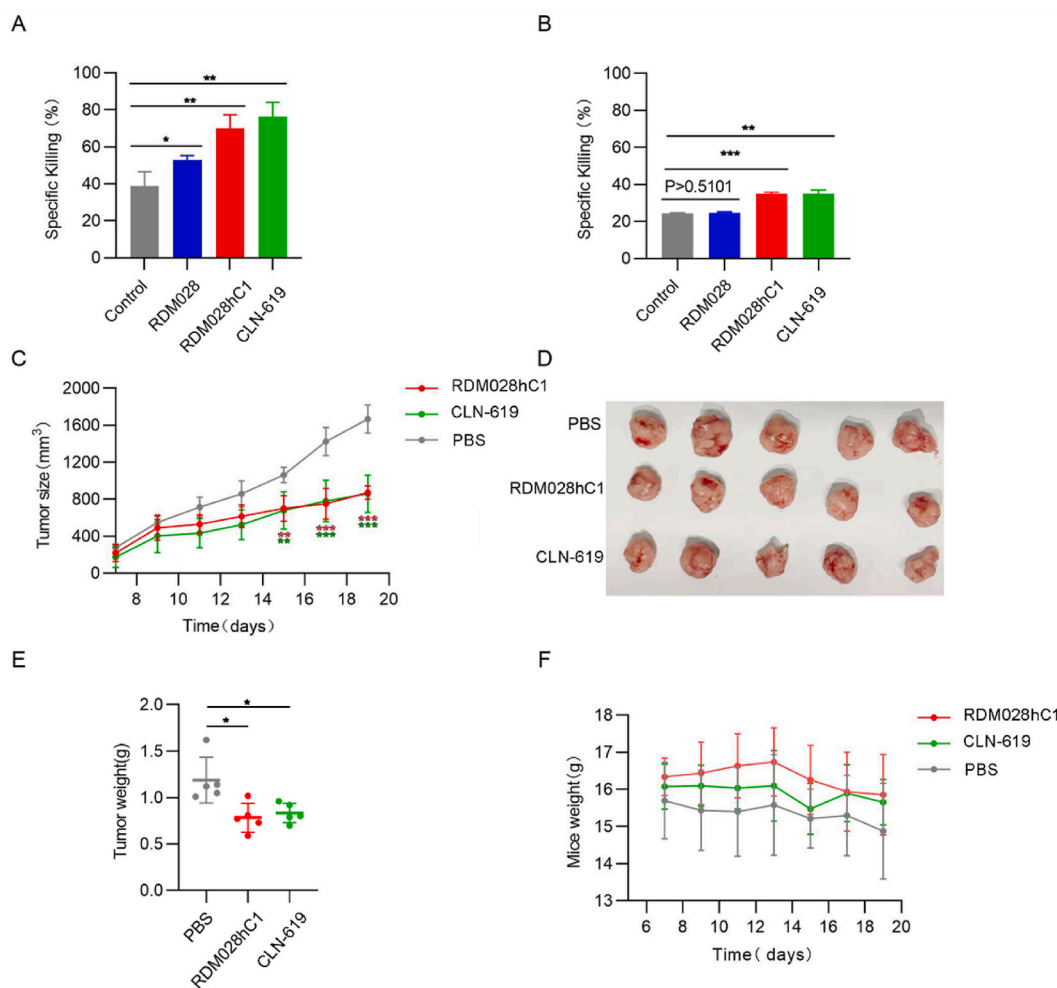 A
Specific Killing (%)
100
80
60
40
20
0
**
**
*
Control
RDM028
RDM028hC1
CLN-619
B
Specific Killing (%)
100
80
60
40
20
0
**
***
P>0.5101
Control
RDM028
RDM028hC1
CLN-619
C
Tumor size(mm³)
2000
1600
1200
800
400
0
RDM028hC1
CLN-619
PBS
**
**
***
***
***
***
8 10 12 14 16 18 20
Time(days)
D
PBS
RDM028hC1
CLN-619
E
Tumor weight(g)
2.0
1.5
1.0
0.5
0.0
*
*
PBS
RDM028hC1
CLN-619
F
Mice weight(g)
18
17
16
15
14
13
RDM028hC1
CLN-619
PBS
6 8 10 12 14 16 18 20
Time( days)